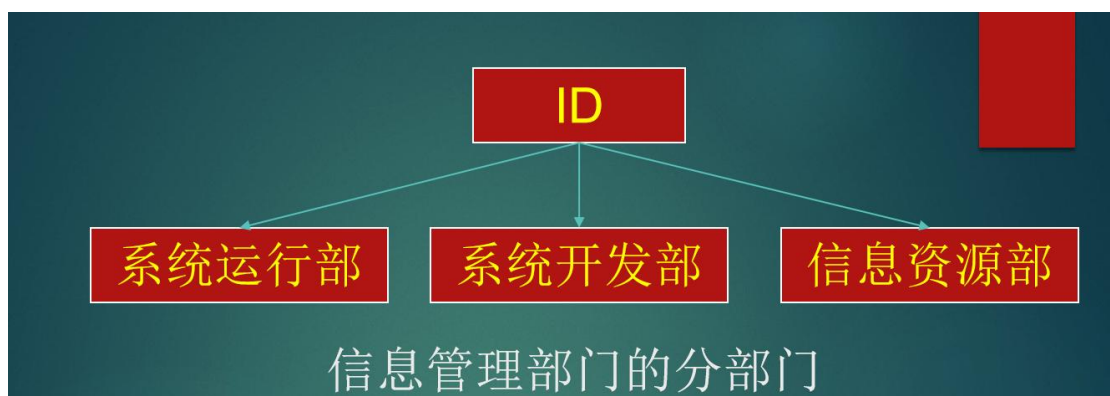 ID
系统运行部
系统开发部
信息资源部
信息管理部门的分部门